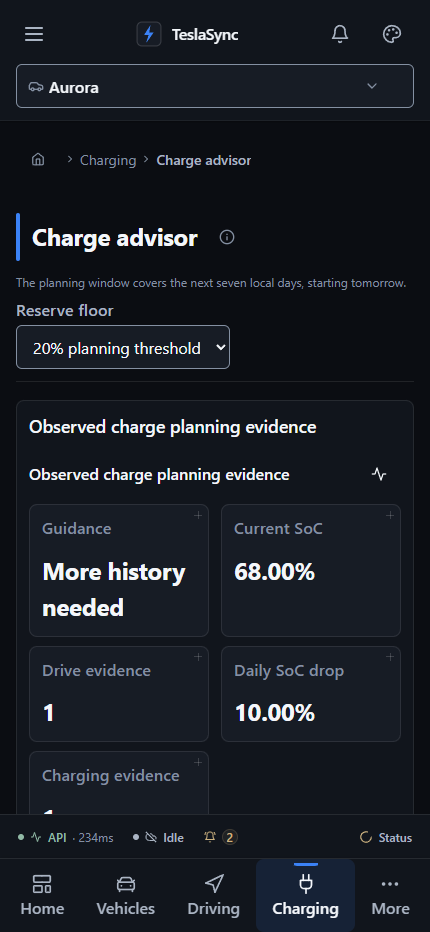 TeslaSync
Aurora
Charging > Charge advisor
Charge advisor
The planning window covers the next seven local days, starting tomorrow.
Reserve floor
20% planning threshold
Observed charge planning evidence
Observed charge planning evidence
Guidance
More history
needed
Current SoC
68.00%
Drive evidence
1
Daily SoC drop
10.00%
Charging evidence
API · 234ms
Idle
2
Status
Home
Vehicles
Driving
Charging
More